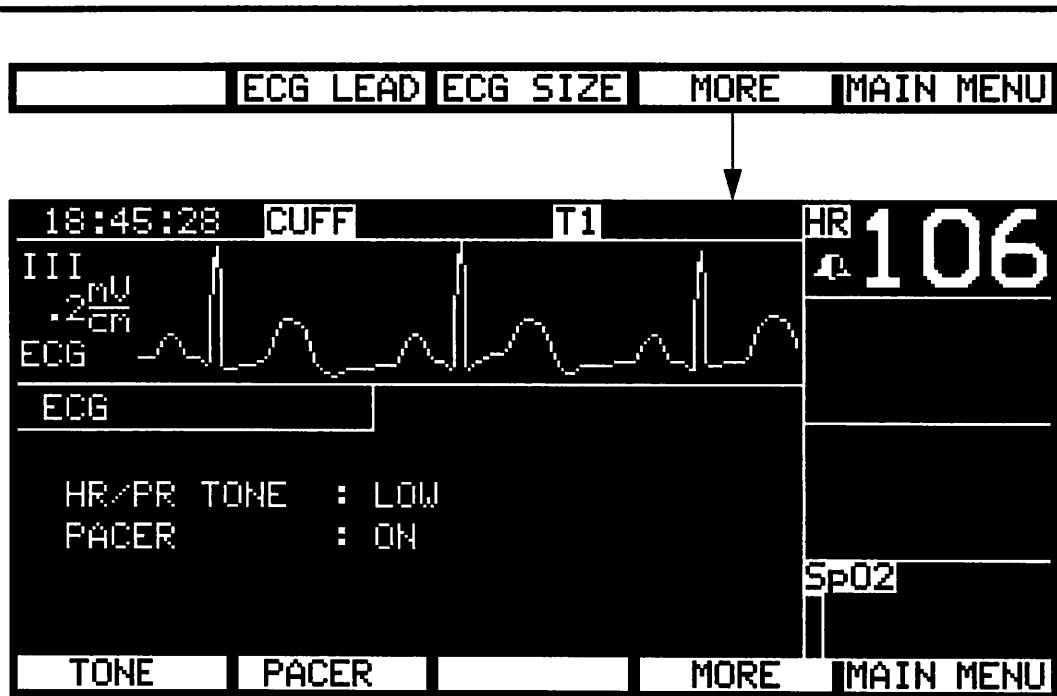 ECG LEAD ECG SIZE MORE MAIN MENU
18:45:28 CUFF T1 HR 106
III
.2 mV/cm
ECG
ECG
HR/PR TONE : LOW
PACER : ON
SpO2
TONE PACER MORE MAIN MENU